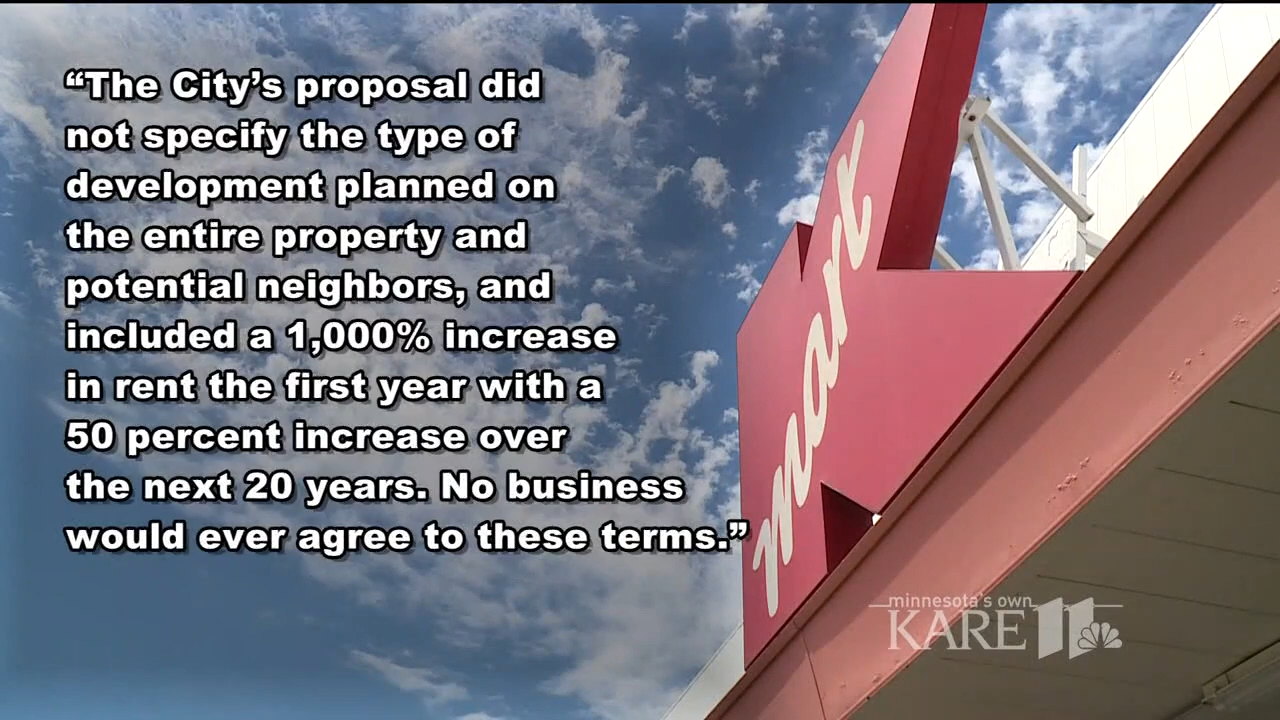 “The City’s proposal did
not specify the type of
development planned on
the entire property and
potential neighbors, and
included a 1,000% increase
in rent the first year with a
50 percent increase over
the next 20 years. No business
would ever agree to these terms.”
mart
minnesota's own
KARE 11